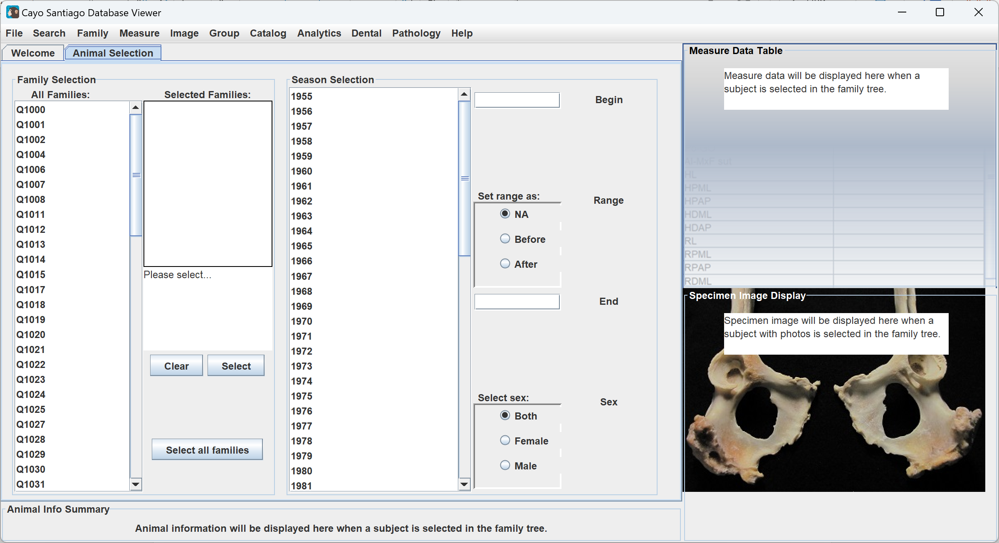 Cayo Santiago Database Viewer
File Search Family Measure Image Group Catalog Analytics Dental Pathology Help
Welcome Animal Selection
Family Selection
All Families: Selected Families:
Q1000
Q1001
Q1002
Q1004
Q1006
Q1007
Q1008
Q1011
Q1012
Q1013
Q1014
Q1015
Q1017
Q1018
Q1019
Q1020
Q1021
Q1022
Q1023
Q1024
Q1025
Q1027
Q1028
Q1029
Q1030
Q1031
Please select...
Clear Select
Select all families
Season Selection
1955
1956
1957
1958
1959
1960
1961
1962
1963
1964
1965
1966
1967
1968
1969
1970
1971
1972
1973
1974
1975
1976
1977
1978
1979
1980
1981
Begin
Set range as:
Range
NA
Before
After
End
Select sex:
Sex
Both
Female
Male
Measure Data Table
Measure data will be displayed here when a
subject is selected in the family tree.
Al-MxF sut
HL
HPML
HPAP
HDML
HDAP
RL
RPML
RPAP
RDML
Specimen Image Display
Specimen image will be displayed here when a
subject with photos is selected in the family tree.
Animal Info Summary
Animal information will be displayed here when a subject is selected in the family tree.